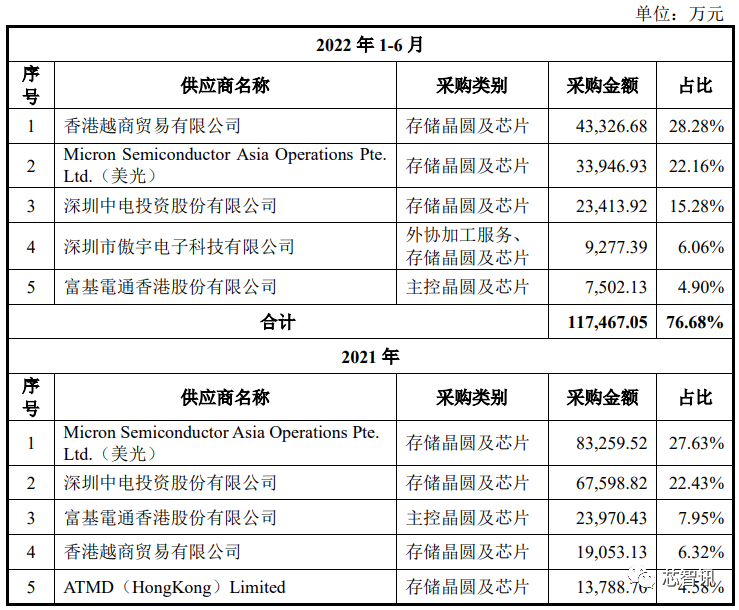 单位：万元
2022 年 1-6 月
序号 供应商名称 采购类别 采购金额 占比
1 香港越商贸易有限公司 存储晶圆及芯片 43,326.68 28.28%
2 Micron Semiconductor Asia Operations Pte. Ltd.（美光） 存储晶圆及芯片 33,946.93 22.16%
3 深圳中电投资股份有限公司 存储晶圆及芯片 23,413.92 15.28%
4 深圳市傲宇电子科技有限公司 外协加工服务、存储晶圆及芯片 9,277.39 6.06%
5 富基電通香港股份有限公司 主控晶圆及芯片 7,502.13 4.90%
合计 117,467.05 76.68%
2021 年
序号 供应商名称 采购类别 采购金额 占比
1 Micron Semiconductor Asia Operations Pte. Ltd.（美光） 存储晶圆及芯片 83,259.52 27.63%
2 深圳中电投资股份有限公司 存储晶圆及芯片 67,598.82 22.43%
3 富基電通香港股份有限公司 主控晶圆及芯片 23,970.43 7.95%
4 香港越商贸易有限公司 存储晶圆及芯片 19,053.13 6.32%
5 ATMD（HongKong）Limited 存储晶圆及芯片 13,788.76 4.58%
芯智讯